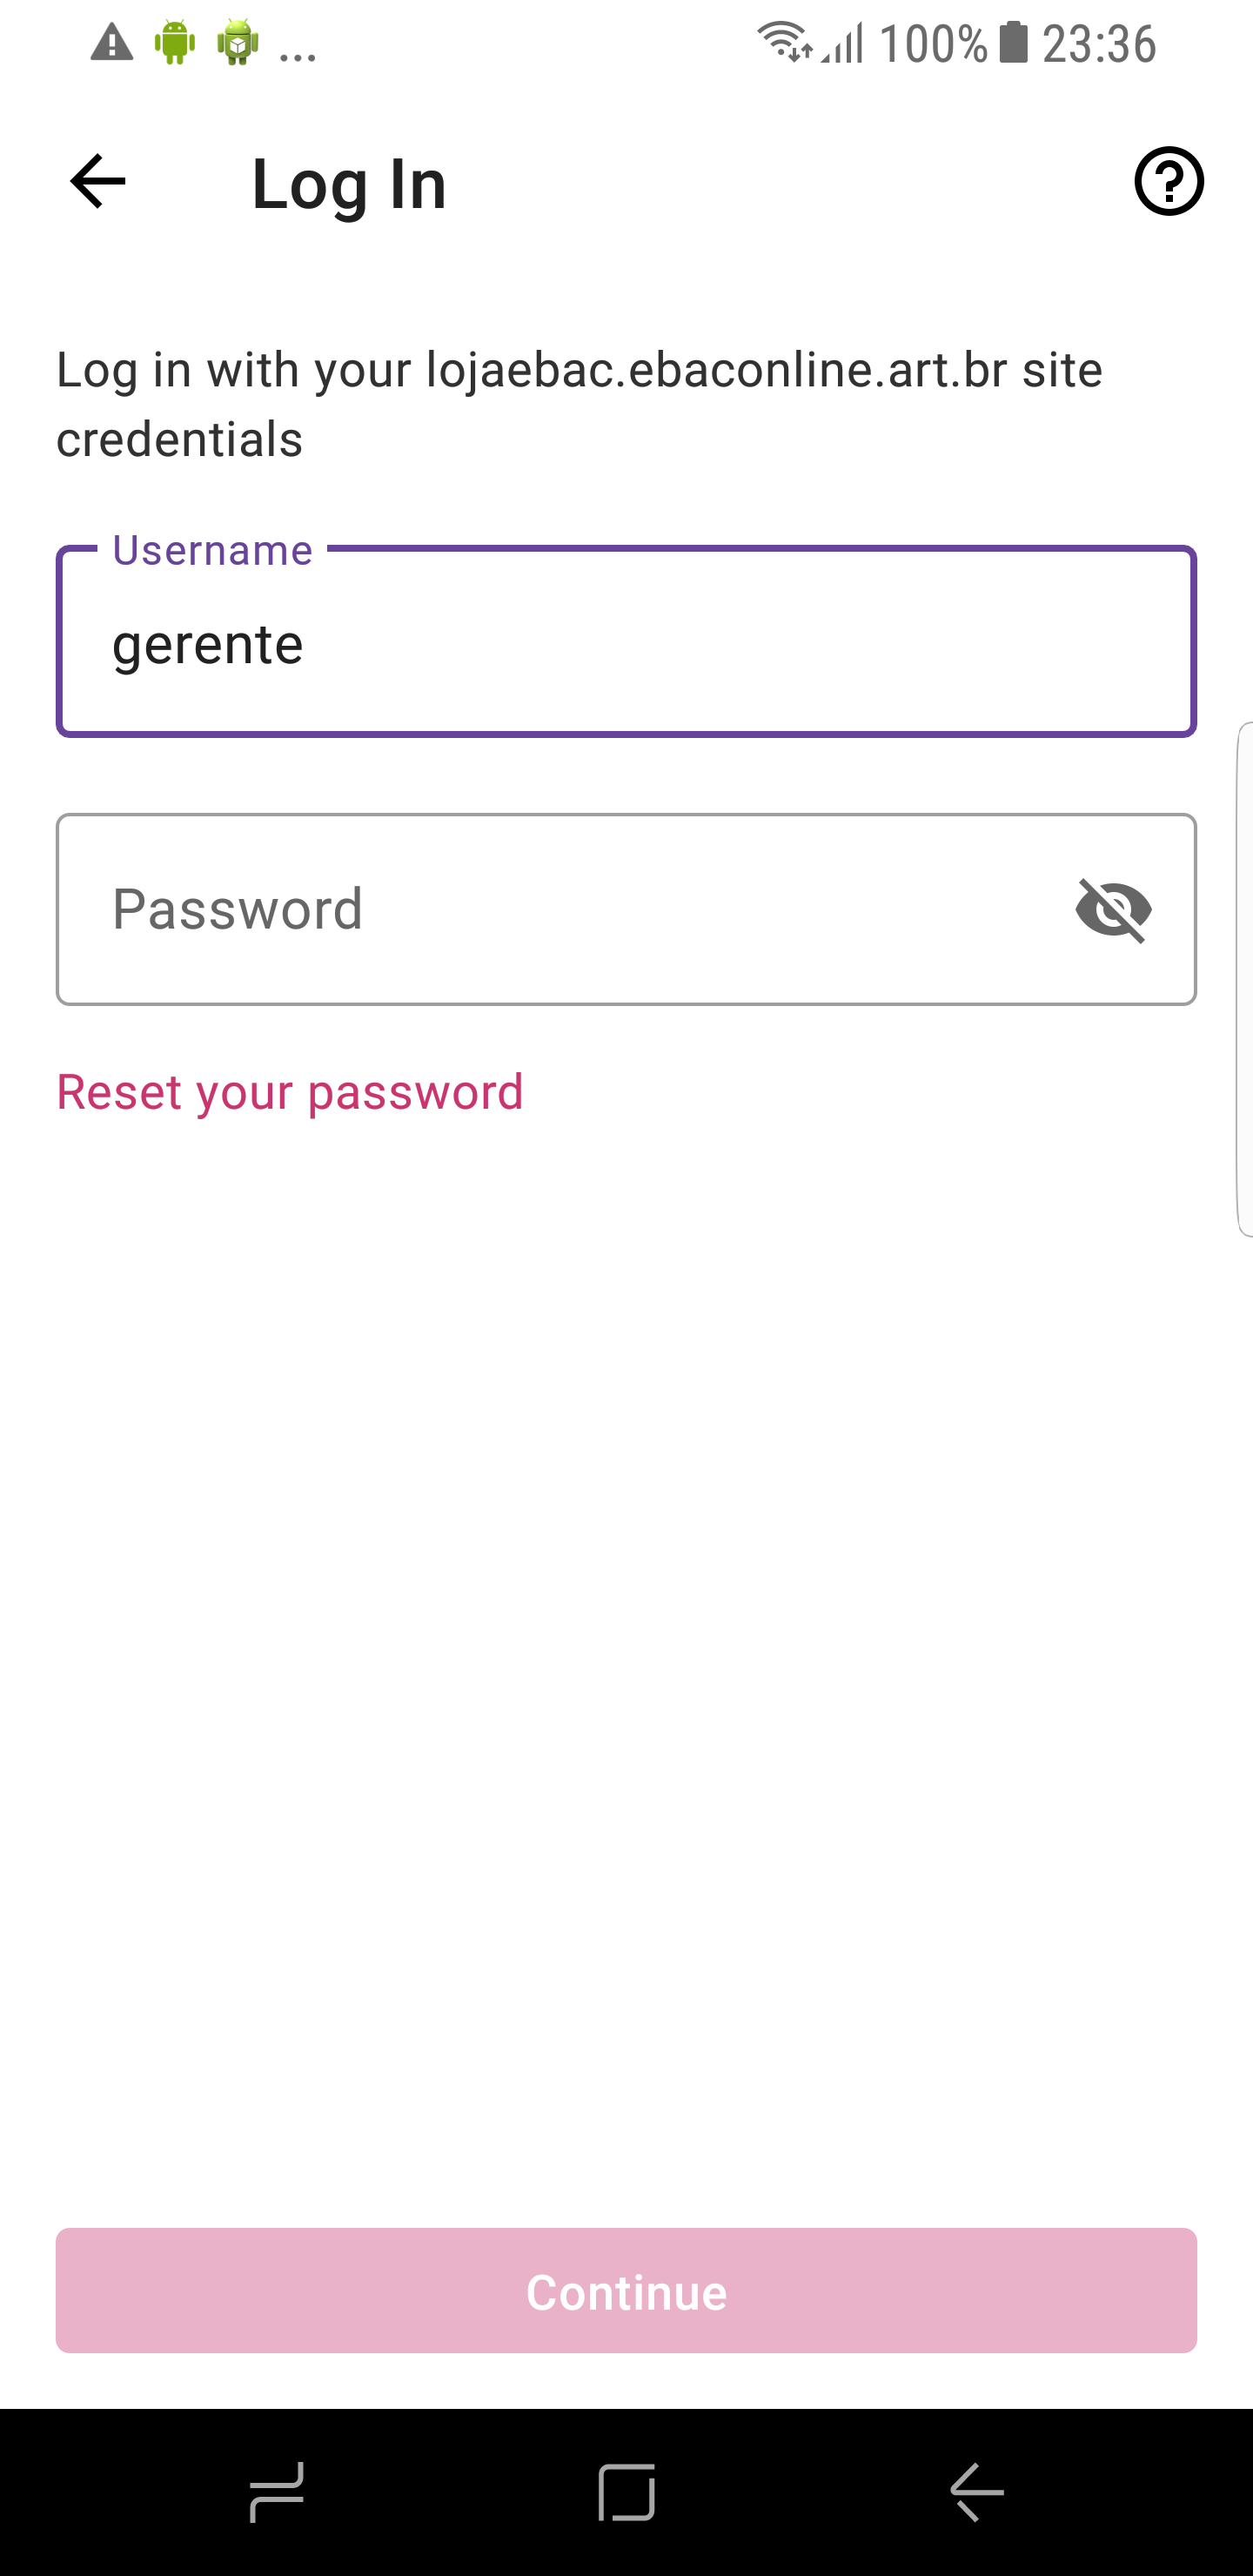 ... 100% 23:36
Log In
Log in with your lojaebac.ebaconline.art.br site
credentials
Username
gerente
Password
Reset your password
Continue